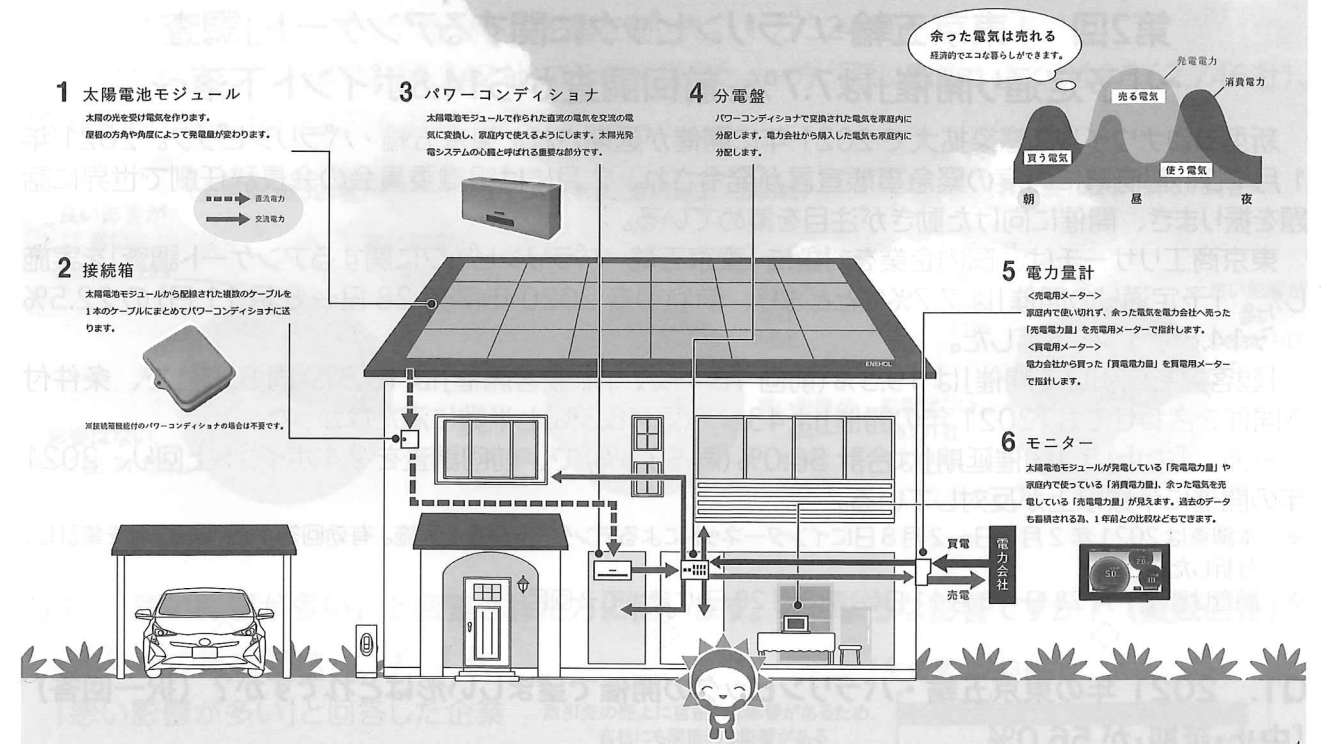 余った電気は売れる
経済的でエコな暮らしができます。
発電電力
消費電力
売る電気
買う電気
使う電気
朝
昼
夜
1 太陽電池モジュール
太陽の光を受け電気を作ります。
屋根の方角や角度によって発電量が変わります。
直流電力
交流電力
2 接続箱
太陽電池モジュールから配線された複数のケーブルを
1本のケーブルにまとめてパワーコンディショナに送
ります。
※接続箱機能付のパワーコンディショナの場合は不要です。
3 パワーコンディショナ
太陽電池モジュールで作られた直流の電気を交流の電
気に変換し、家庭内で使えるようにします。太陽光発
電システムの心臓と呼ばれる重要な部分です。
4 分電盤
パワーコンディショナで変換された電気を家庭内に
分配します。電力会社から購入した電気も家庭内に
分配します。
5 電力量計
<売電用メーター>
家庭内で使い切れず、余った電気を電力会社へ売った
「売電電力量」を売電用メーターで指針します。
<買電用メーター>
電力会社から買った「買電電力量」を買電用メーター
で指針します。
6 モニター
太陽電池モジュールが発電している「発電電力量」や
家庭内で使っている「消費電力量」、余った電気を売
電している「売電電力量」が見えます。過去のデータ
も蓄積される為、1年前との比較などもできます。
ENEHOL
買電
売電
電力会社